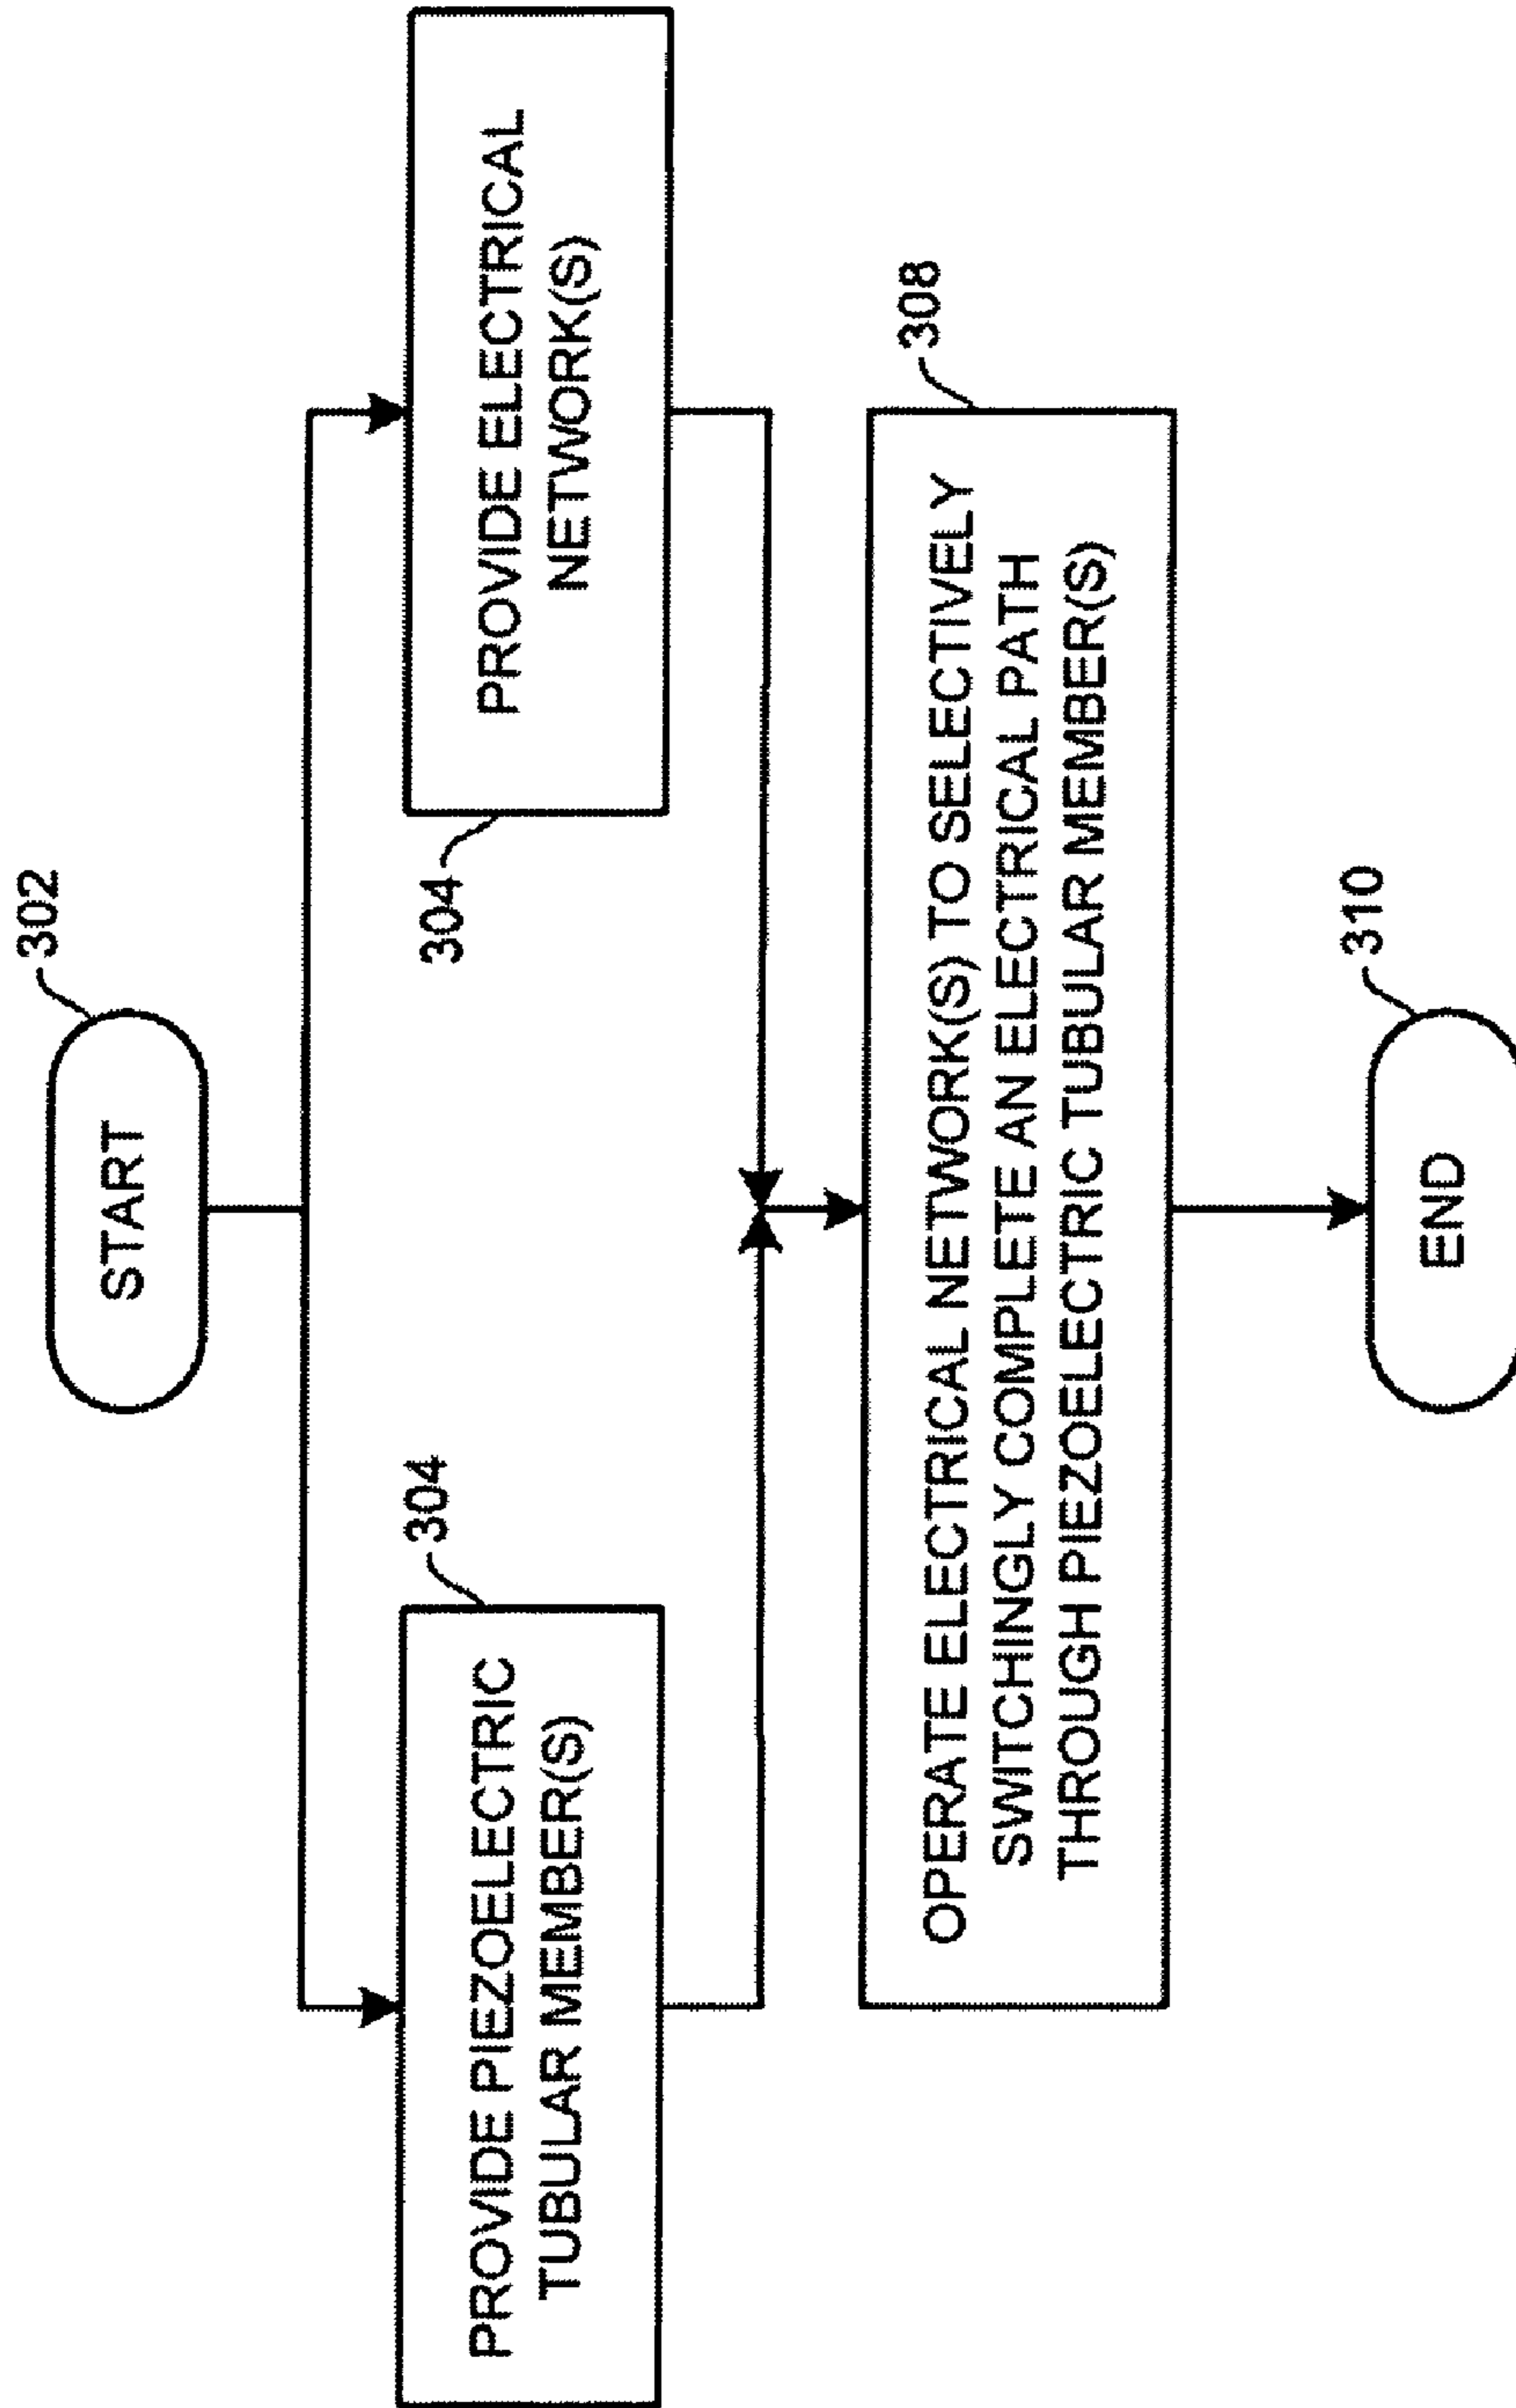 START
302
PROVIDE PIEZOELECTRIC
TUBULAR MEMBER(S)
304
PROVIDE ELECTRICAL
NETWORK(S)
304
OPERATE ELECTRICAL NETWORK(S) TO SELECTIVELY
SWITCHINGLY COMPLETE AN ELECTRICAL PATH
THROUGH PIEZOELECTRIC TUBULAR MEMBER(S)
308
END
310